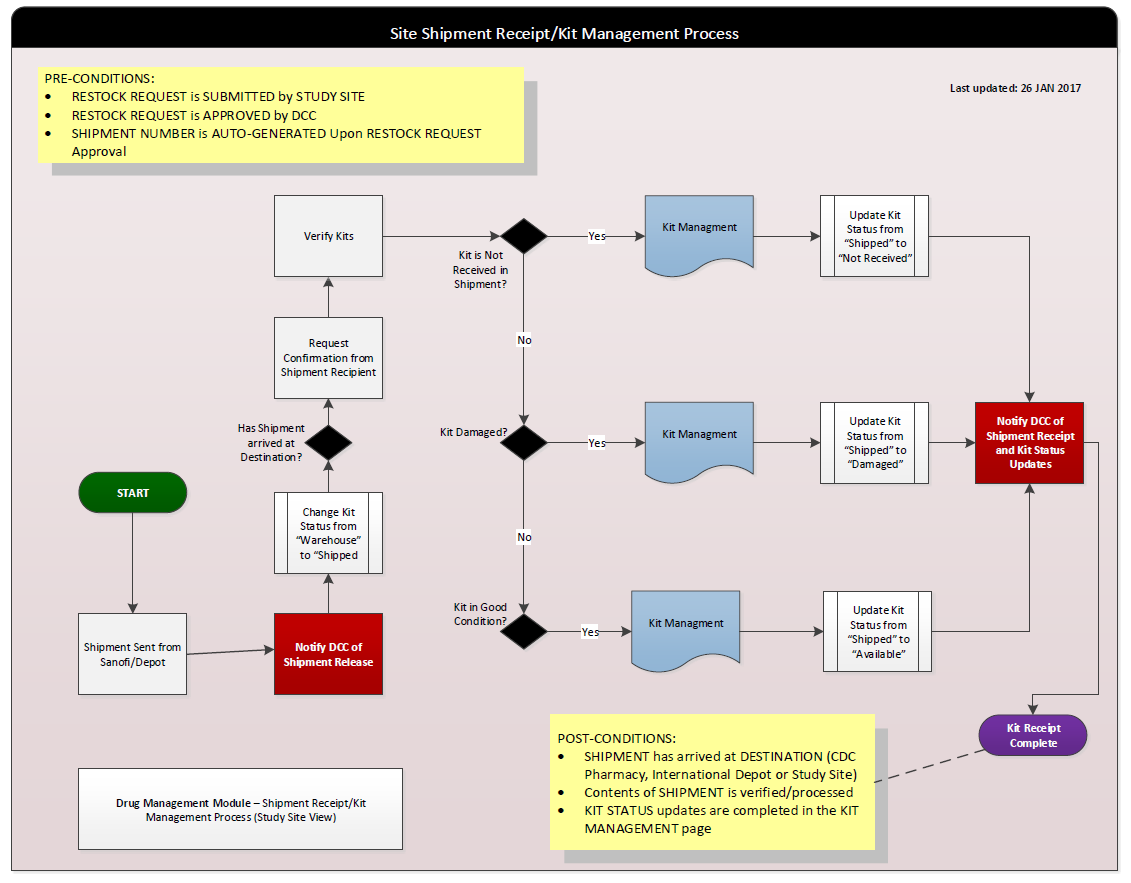 Site Shipment Receipt/Kit Management Process
PRE-CONDITIONS:
• RESTOCK REQUEST is SUBMITTED by STUDY SITE
• RESTOCK REQUEST is APPROVED by DCC
• SHIPMENT NUMBER is AUTO-GENERATED Upon RESTOCK REQUEST
Approval
Last updated: 26 JAN 2017
Verify Kits
Kit is Not
Received in
Shipment?
Yes
Kit Managment
Update Kit
Status from
“Shipped” to
“Not Received”
No
Request
Confirmation from
Shipment Recipient
Has Shipment
arrived at
Destination?
Kit Damaged?
Yes
Kit Managment
Update Kit
Status from
“Shipped” to
“Damaged”
Notify DCC of
Shipment Receipt
and Kit Status
Updates
START
Change Kit
Status from
“Warehouse”
to “Shipped
No
Kit in Good
Condition?
Yes
Kit Managment
Update Kit
Status from
“Shipped” to
“Available”
Shipment Sent from
Sanofi/Depot
Notify DCC of
Shipment Release
Kit Receipt
Complete
POST-CONDITIONS:
• SHIPMENT has arrived at DESTINATION (CDC
Pharmacy, International Depot or Study Site)
• Contents of SHIPMENT is verified/processed
• KIT STATUS updates are completed in the KIT
MANAGEMENT page
Drug Management Module – Shipment Receipt/Kit
Management Process (Study Site View)